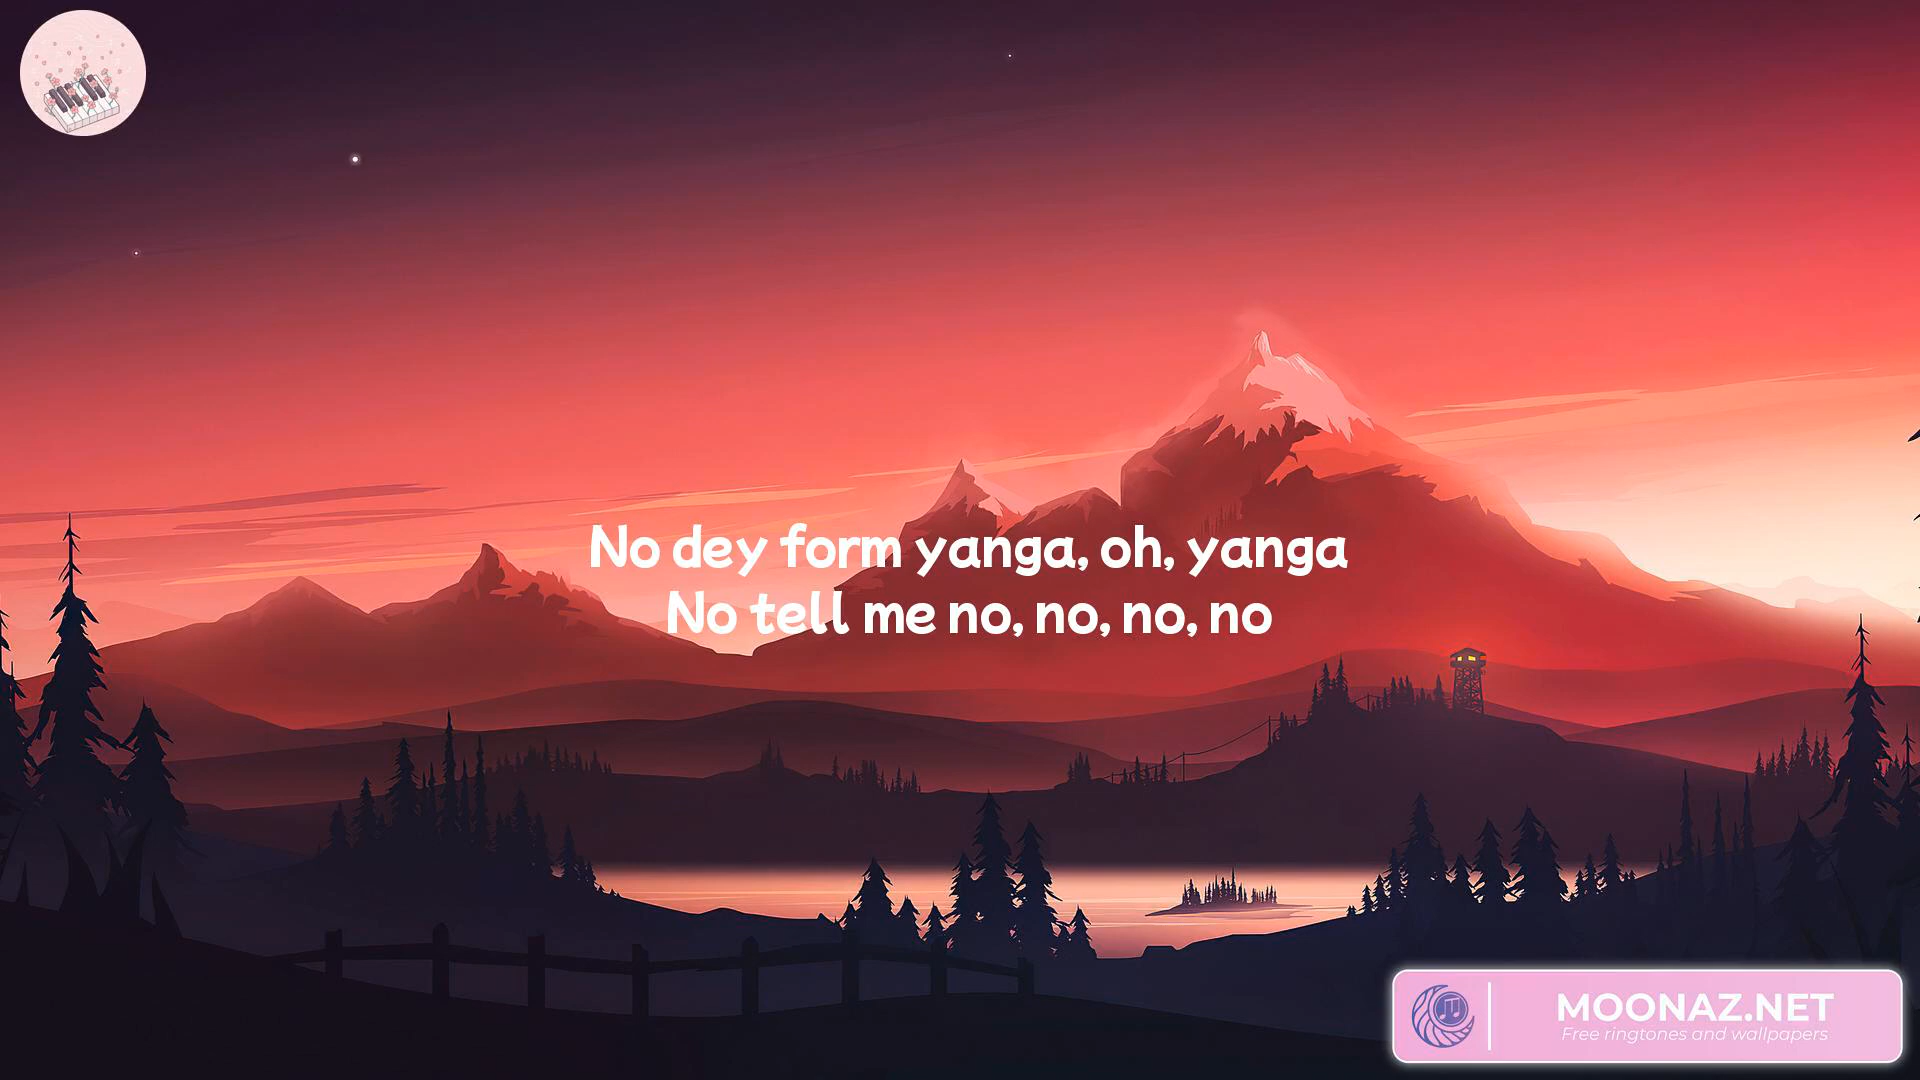 No dey form yanga, oh, yanga
No tell me no, no, no, no
MOONAZ.NET
Free ringtones and wallpapers